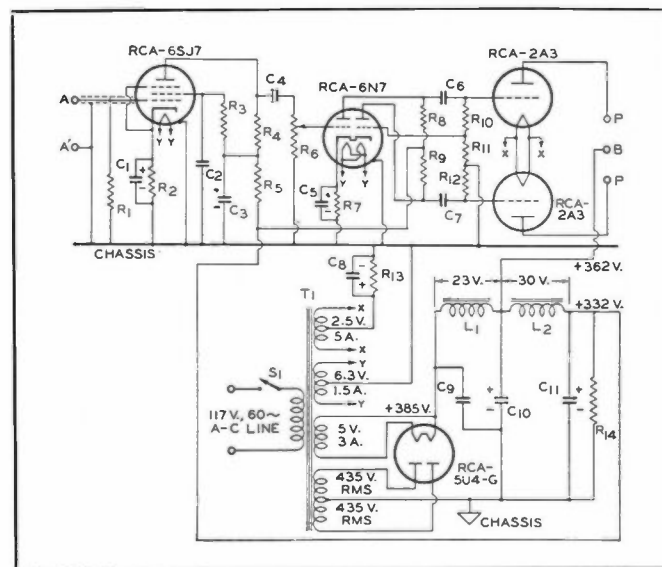 RCA-6SJ7
RCA-2A3
RCA-6N7
A
A'
C4
C6
R3
R4
R6
R8
R10
R9
R11
R12
P
B
P
X
X
Y
Y
Y
Y
C1
+
-
R2
R1
C2
+
-
C3
R5
C5
+
-
R7
C7
RCA-
2A3
CHASSIS
C8
-
+
R13
T1
X
2.5 V.
5 A.
X
Y
6.3 V.
1.5 A.
Y
S1
117 V., 60~
A-C LINE
5 V.
3 A.
435 V.
RMS
435 V.
RMS
+385 V.
23 V.
30 V.
+362 V.
+332 V.
L1
L2
C9
+
-
C10
C11
+
-
R14
RCA-
5U4-G
CHASSIS